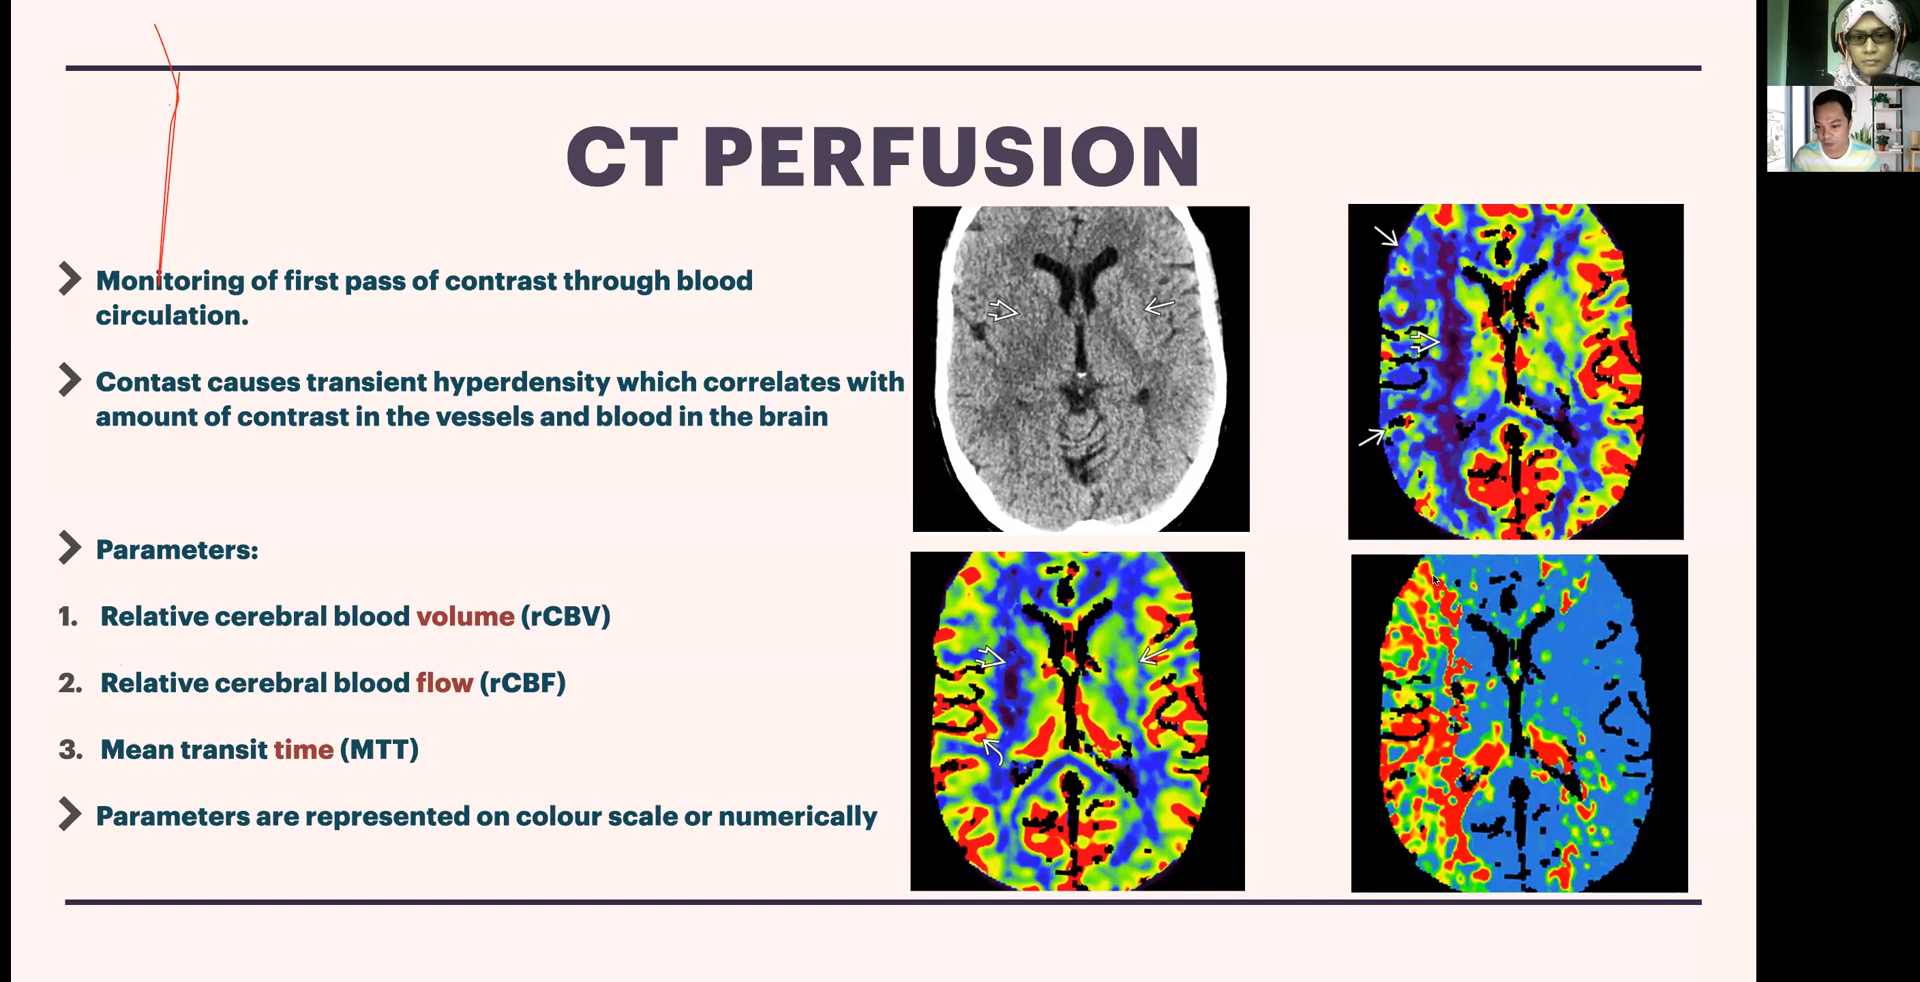 CT PERFUSION
Monitoring of first pass of contrast through blood
circulation.
Contast causes transient hyperdensity which correlates with
amount of contrast in the vessels and blood in the brain
Parameters:
1. Relative cerebral blood volume (rCBV)
2. Relative cerebral blood flow (rCBF)
3. Mean transit time (MTT)
Parameters are represented on colour scale or numerically